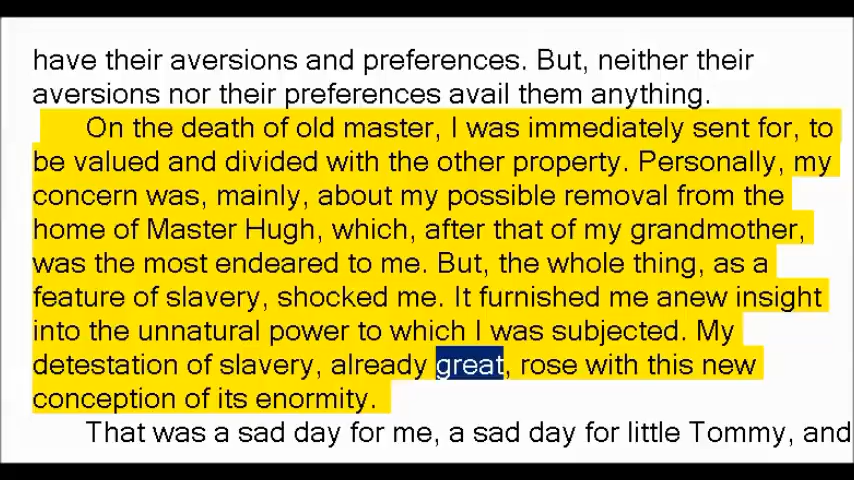 have their aversions and preferences. But, neither their
aversions nor their preferences avail them anything.
On the death of old master, I was immediately sent for, to
be valued and divided with the other property. Personally, my
concern was, mainly, about my possible removal from the
home of Master Hugh, which, after that of my grandmother,
was the most endeared to me. But, the whole thing, as a
feature of slavery, shocked me. It furnished me anew insight
into the unnatural power to which I was subjected. My
detestation of slavery, already great, rose with this new
conception of its enormity.
That was a sad day for me, a sad day for little Tommy, and